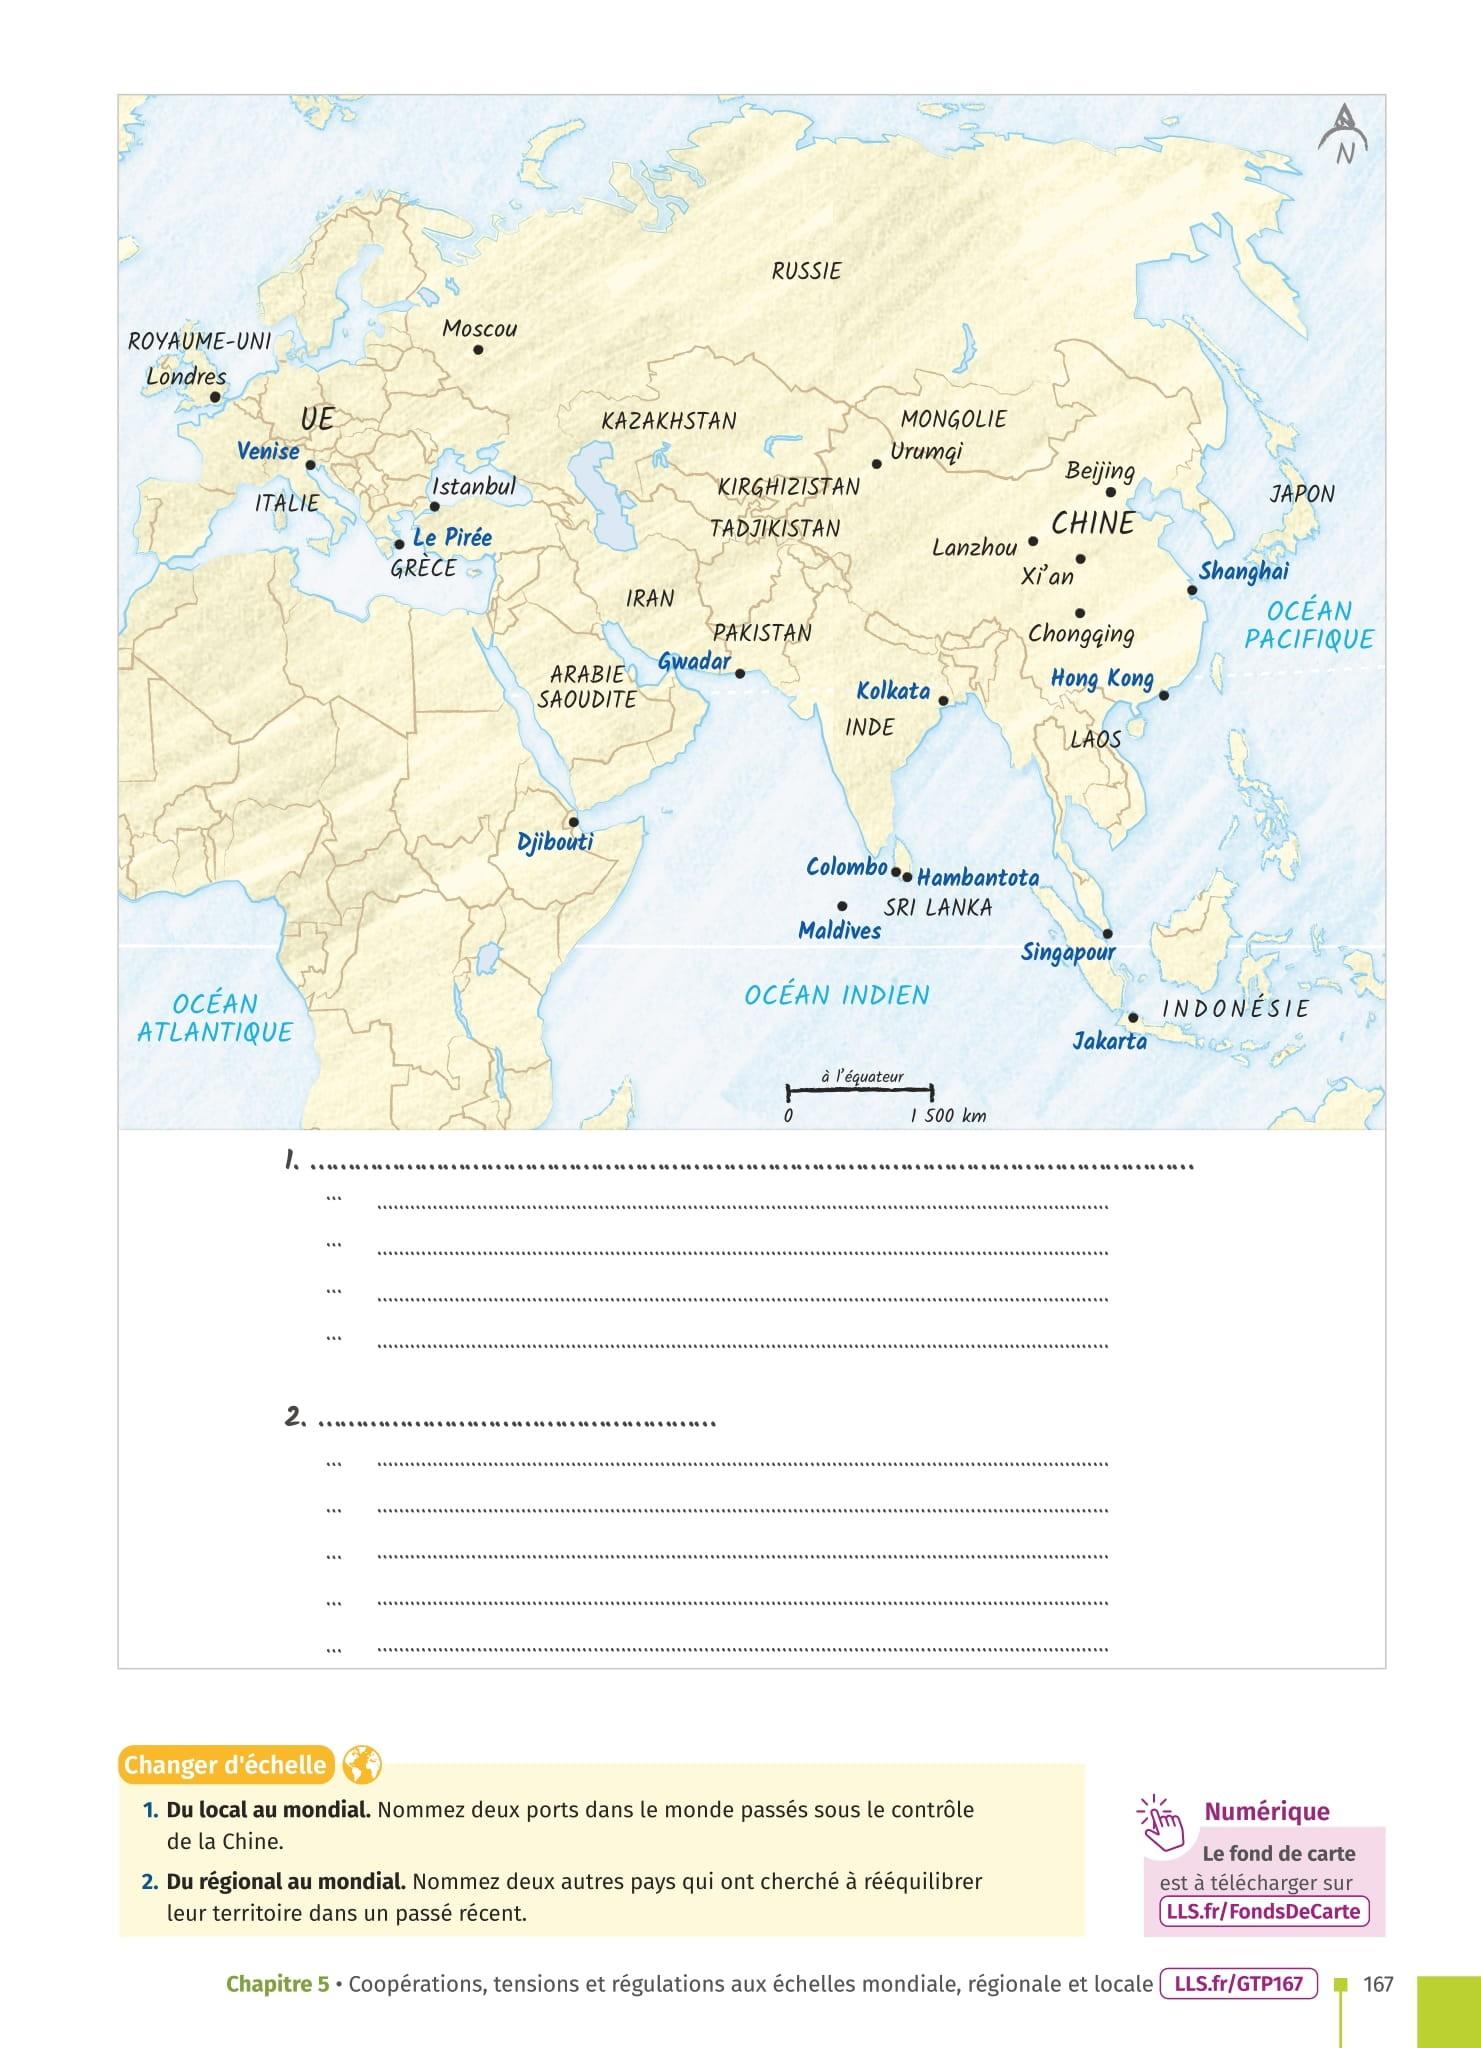 N
RUSSIE
Moscou
ROYAUME-UNI
Londres
UE
KAZAKHSTAN
MONGOLIE
Venise
Urumqi
Beijing
Istanbul
KIRGHIZISTAN
JAPON
ITALIE
TADJIKISTAN
CHINE
Le Pirée
Lanzhou
GRÈCE
Xi'an
Shanghai
IRAN
OCÉAN
PACIFIQUE
PAKISTAN
Chongqing
Gwadar
ARABIE
SAOUDITE
Kolkata
Hong Kong
INDE
LAOS
Djibouti
Colombo
Hambantota
SRI LANKA
Maldives
Singapour
OCÉAN INDIEN
OCÉAN
ATLANTIQUE
INDONÉSIE
Jakarta
à l'équateur
0 1 500 km
1.
...
...
...
...
2.
...
...
...
...
...
Changer d'échelle
1. Du local au mondial. Nommez deux ports dans le monde passés sous le contrôle
de la Chine.
2. Du régional au mondial. Nommez deux autres pays qui ont cherché à rééquilibrer
leur territoire dans un passé récent.
Numérique
Le fond de carte
est à télécharger sur
LLS.fr/FondsDeCarte
Chapitre 5 • Coopérations, tensions et régulations aux échelles mondiale, régionale et locale LLS.fr/GTP167 167